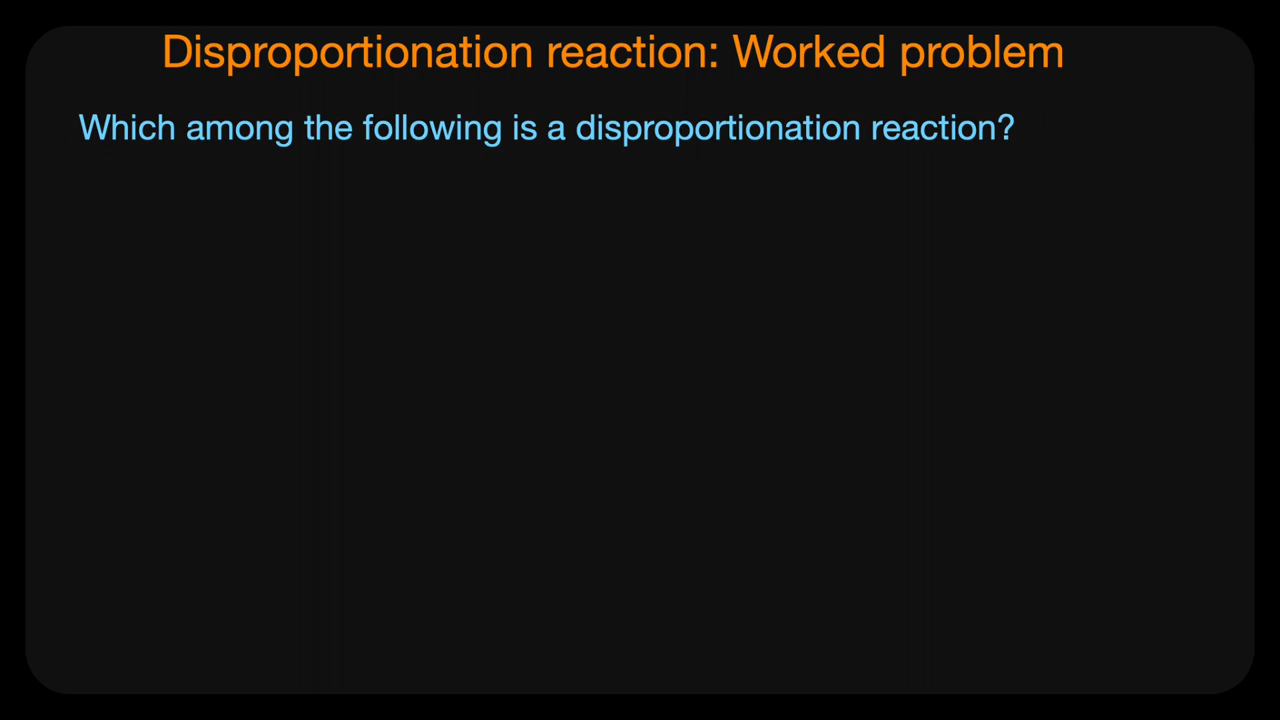 Disproportionation reaction: Worked problem
Which among the following is a disproportionation reaction?